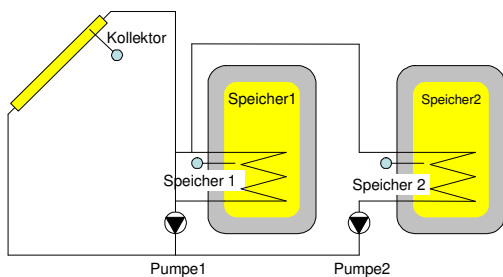 Kollektor
Speicher1
Speicher2
Speicher 1
Speicher 2
Pumpe1
Pumpe2